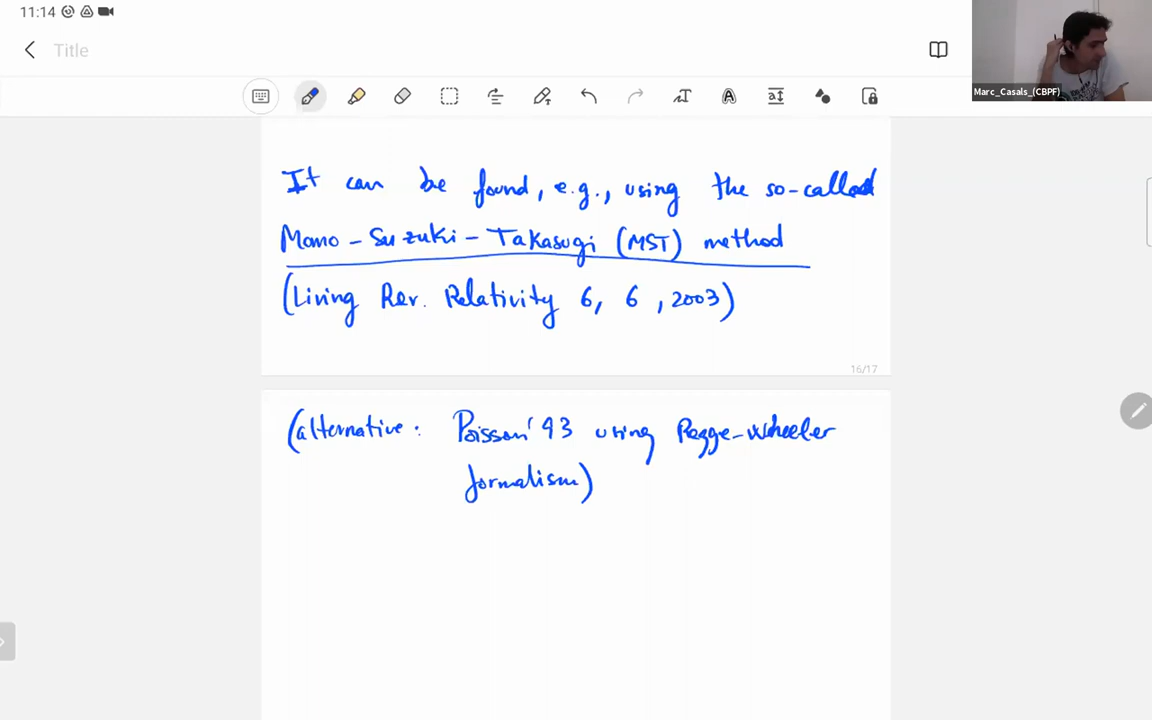 11:14
Title
Marc_Casals_(CBPF)
It can be found, e.g., using the so-called
Mano - Suzuki - Takasugi (MST) method
(Living Rev. Relativity 6, 6, 2003)
16/17
(alternative: Poisson '93 using Regge-Wheeler
formalism)